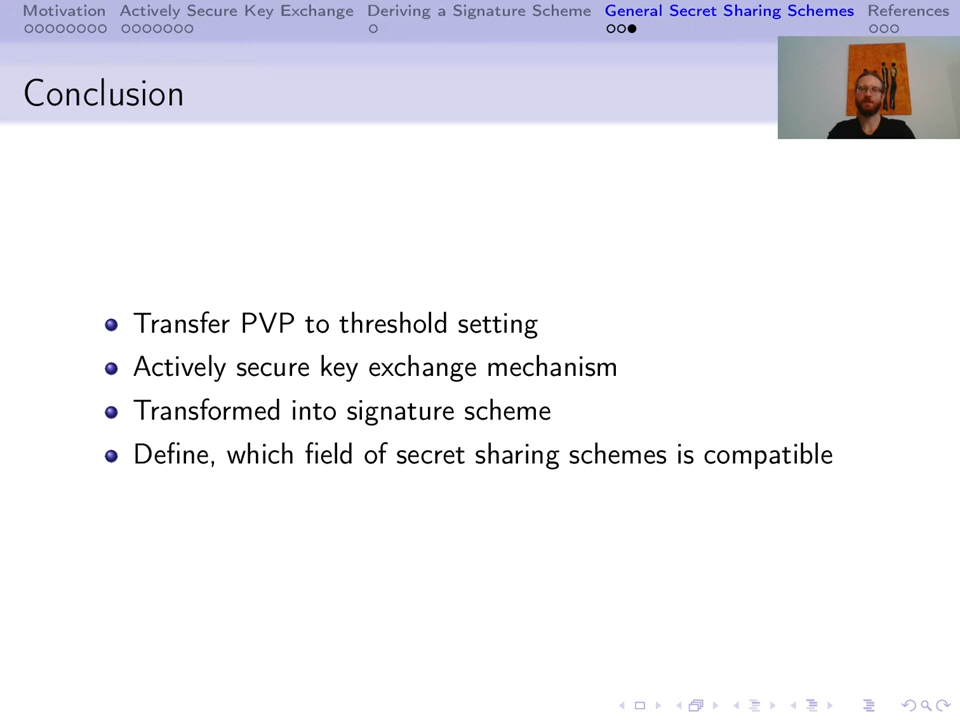 Motivation Actively Secure Key Exchange Deriving a Signature Scheme General Secret Sharing Schemes References
Conclusion
Transfer PVP to threshold setting
Actively secure key exchange mechanism
Transformed into signature scheme
Define, which field of secret sharing schemes is compatible